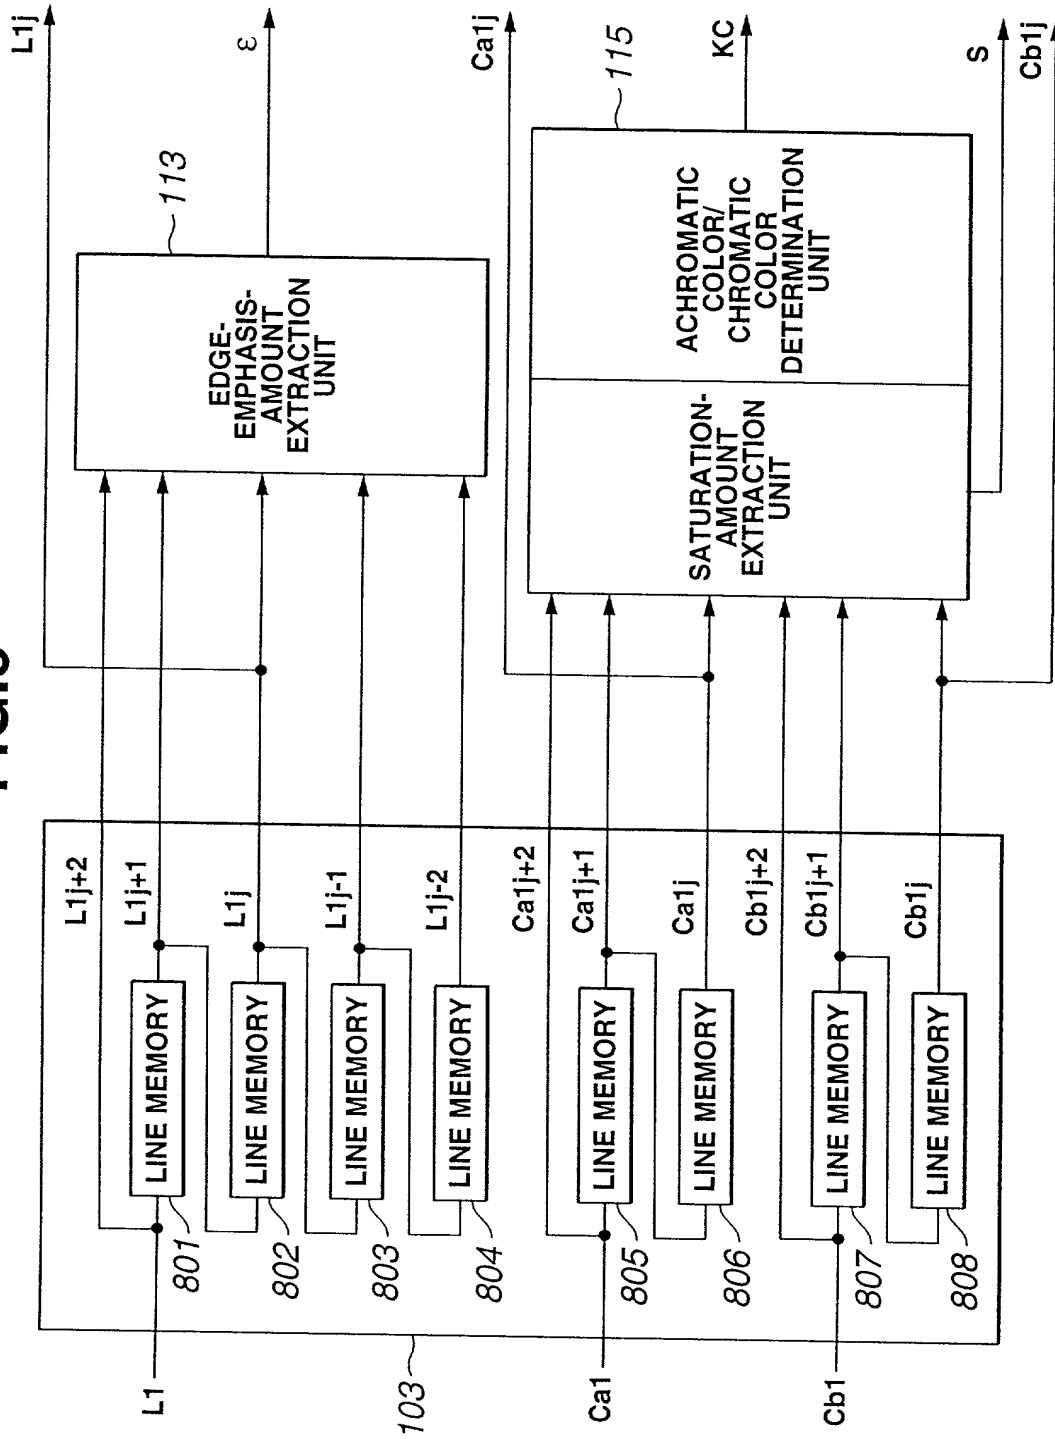 L1j
L1j+2
L1
801
LINE MEMORY
L1j+1
113
EDGE-
EMPHASIS-
AMOUNT
EXTRACTION
UNIT
ε
802
LINE MEMORY
L1j
803
LINE MEMORY
L1j-1
103
804
LINE MEMORY
L1j-2
Ca1j
Ca1j+2
Ca1
805
LINE MEMORY
Ca1j+1
115
806
LINE MEMORY
Ca1j
SATURATION-
AMOUNT
EXTRACTION
UNIT
ACHROMATIC
COLOR/
CHROMATIC
COLOR
DETERMINATION
UNIT
KC
Cb1j+2
Cb1
807
LINE MEMORY
Cb1j+1
808
LINE MEMORY
Cb1j
S
Cb1j